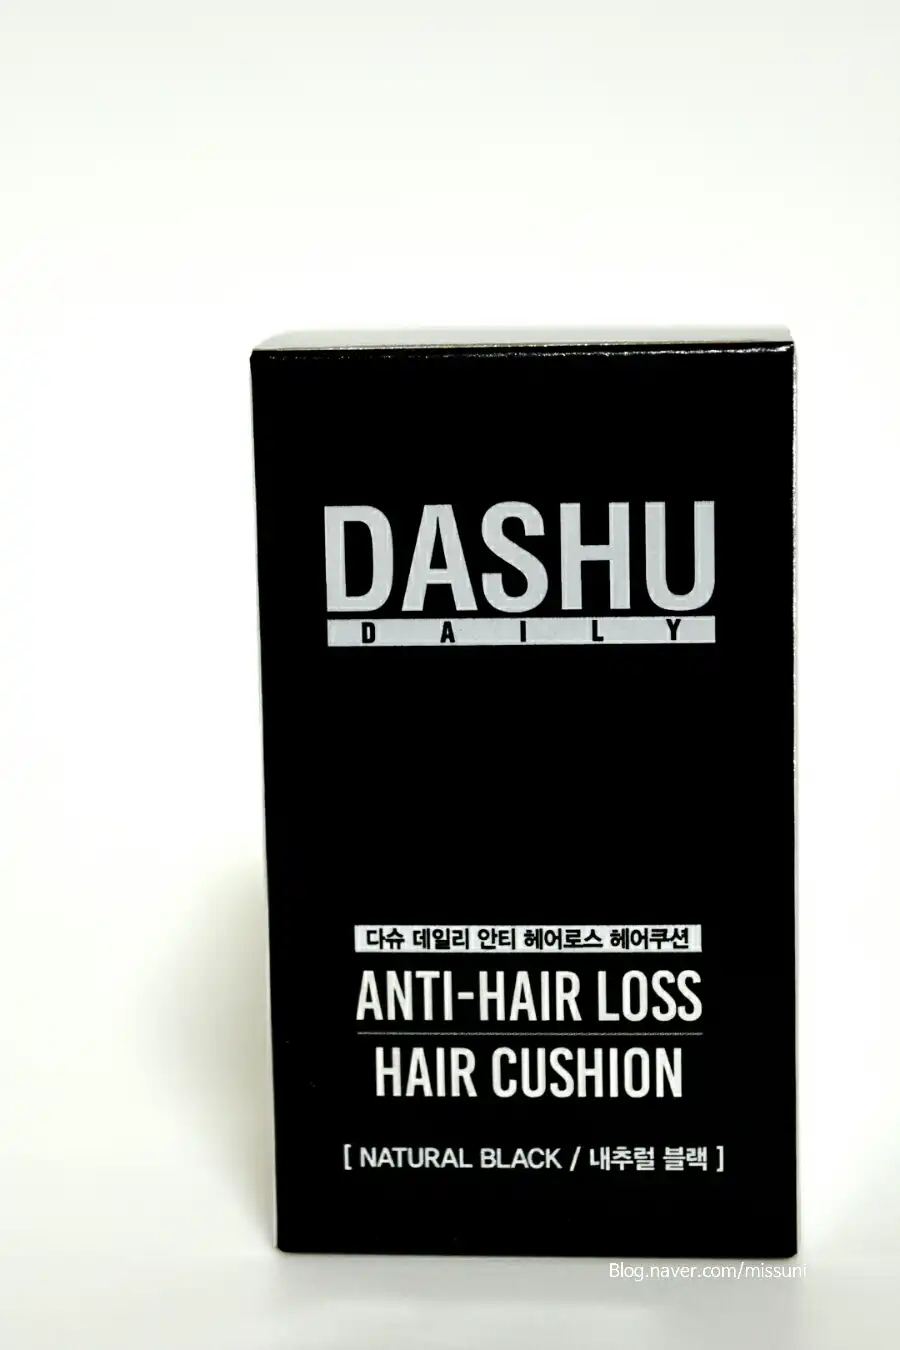 DASHU
DAILY
다슈 데일리 안티 헤어로스 헤어쿠션
ANTI-HAIR LOSS
HAIR CUSHION
[ NATURAL BLACK / 내추럴 블랙 ]
Blog.naver.com/missuni